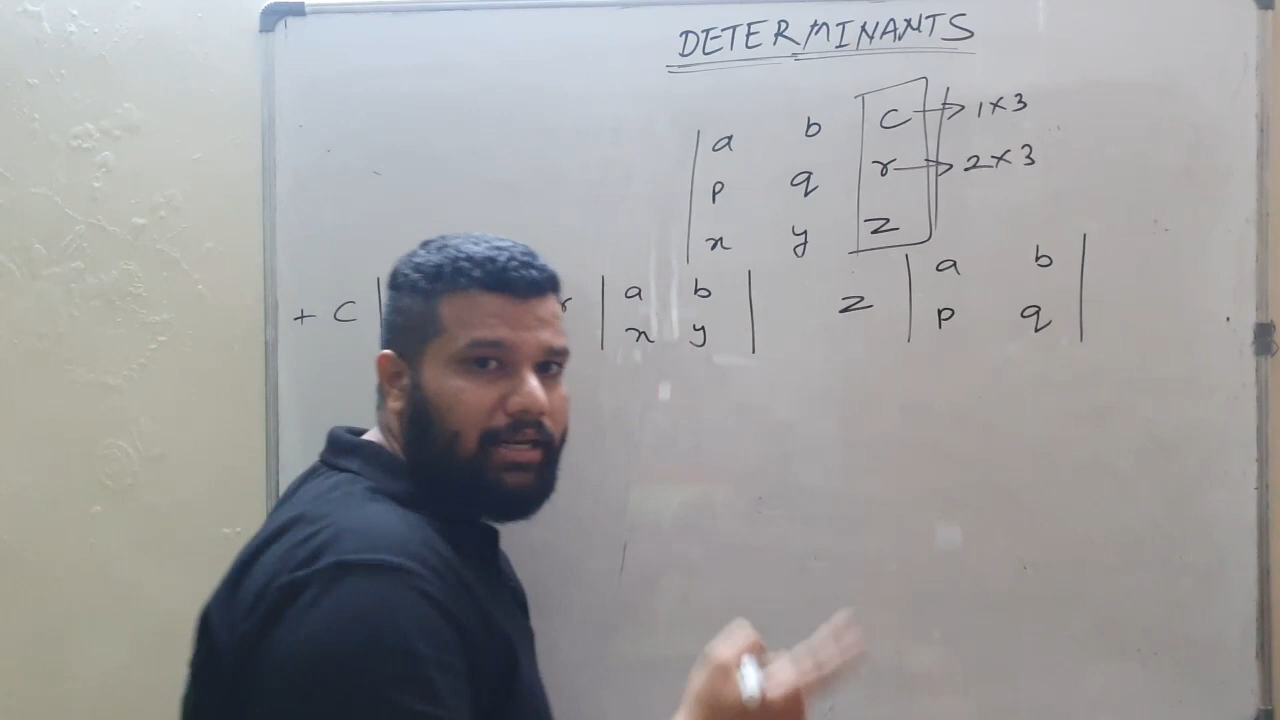 DETERMINANTS
a b c → 1×3
p q r → 2×3
x y z
+ c | r | a b | z | a b |
x y p q